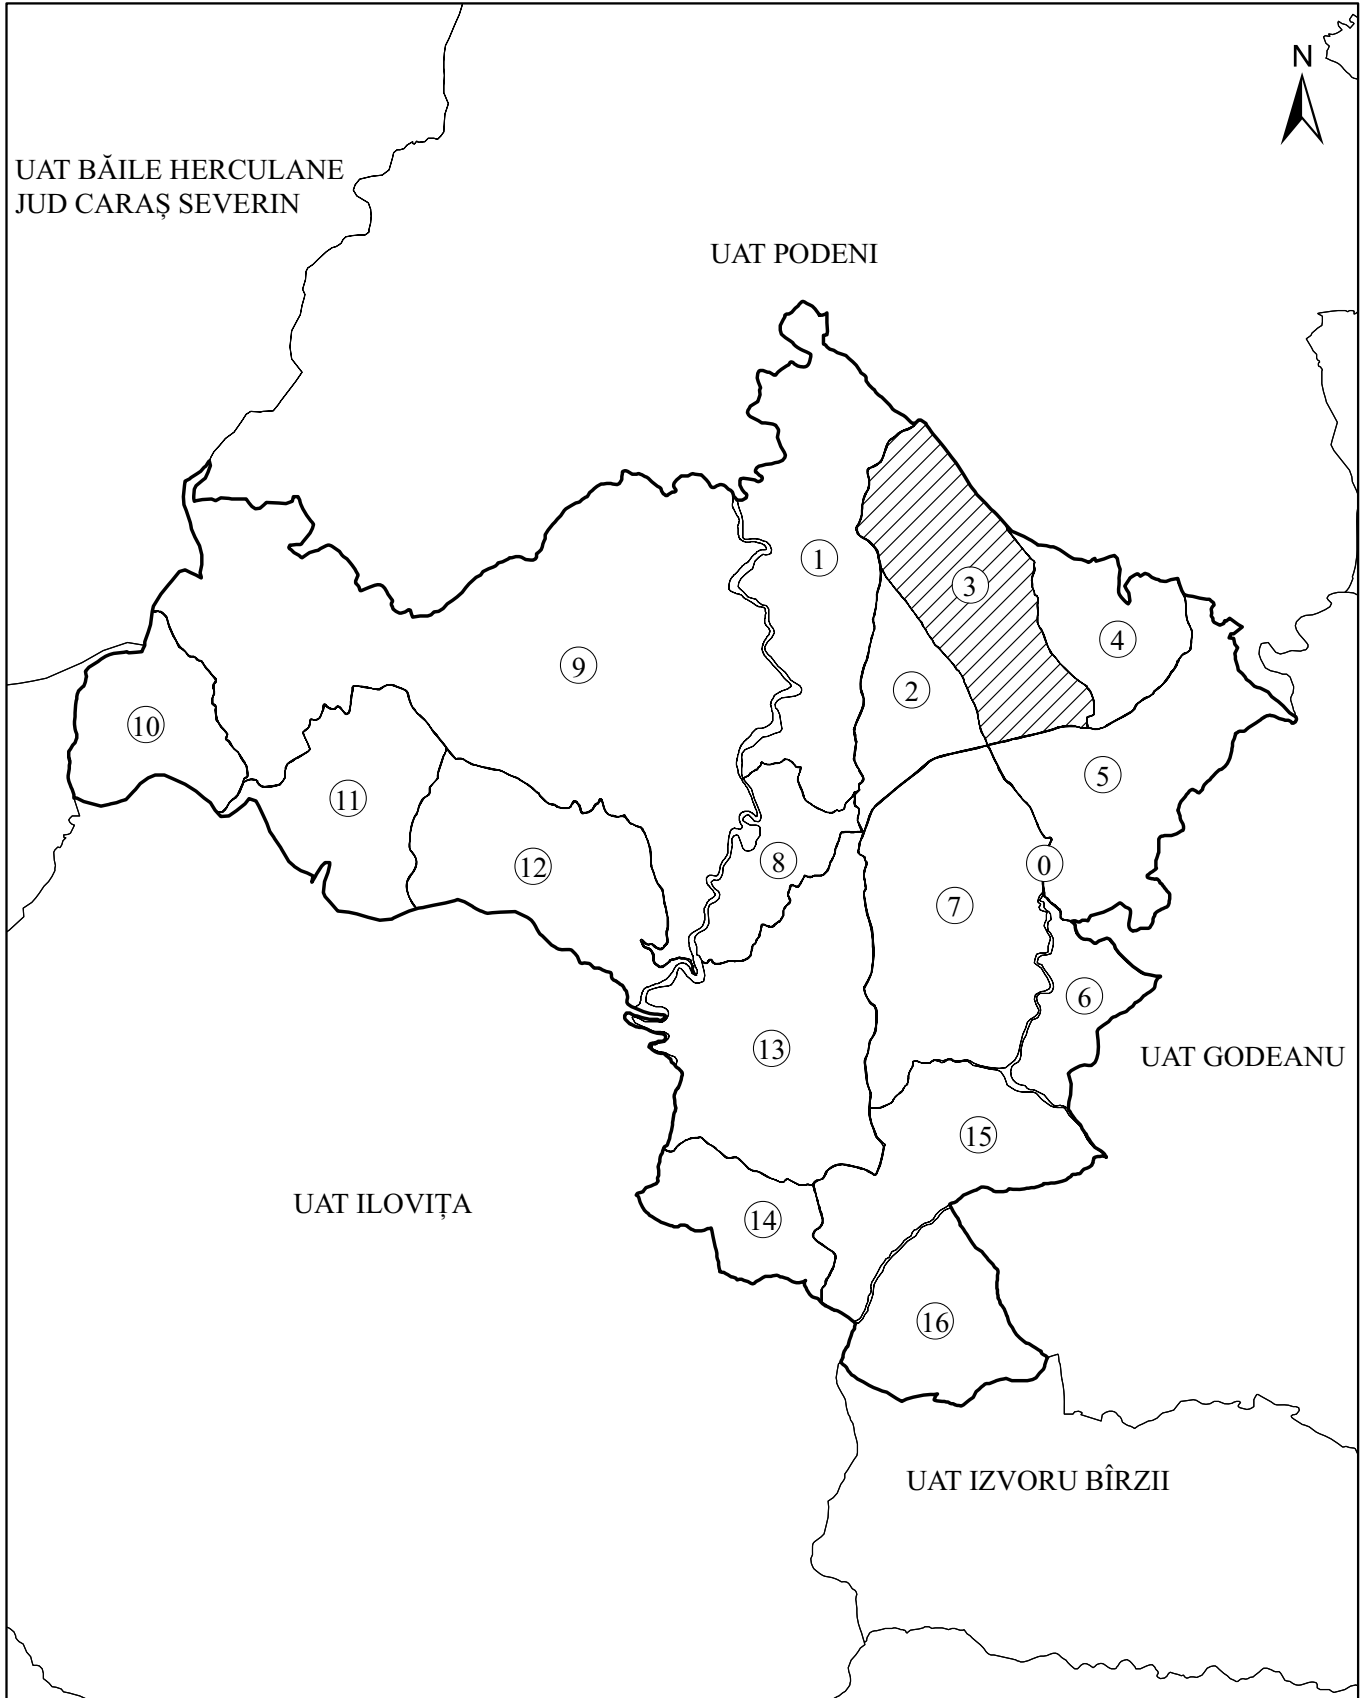 N
UAT BĂILE HERCULANE
JUD CARAȘ SEVERIN
UAT PODENI
1
3
4
9
2
10
5
11
8
0
12
7
6
13
UAT GODEANU
15
UAT ILOVIȚA
14
16
UAT IZVORU BÎRZII